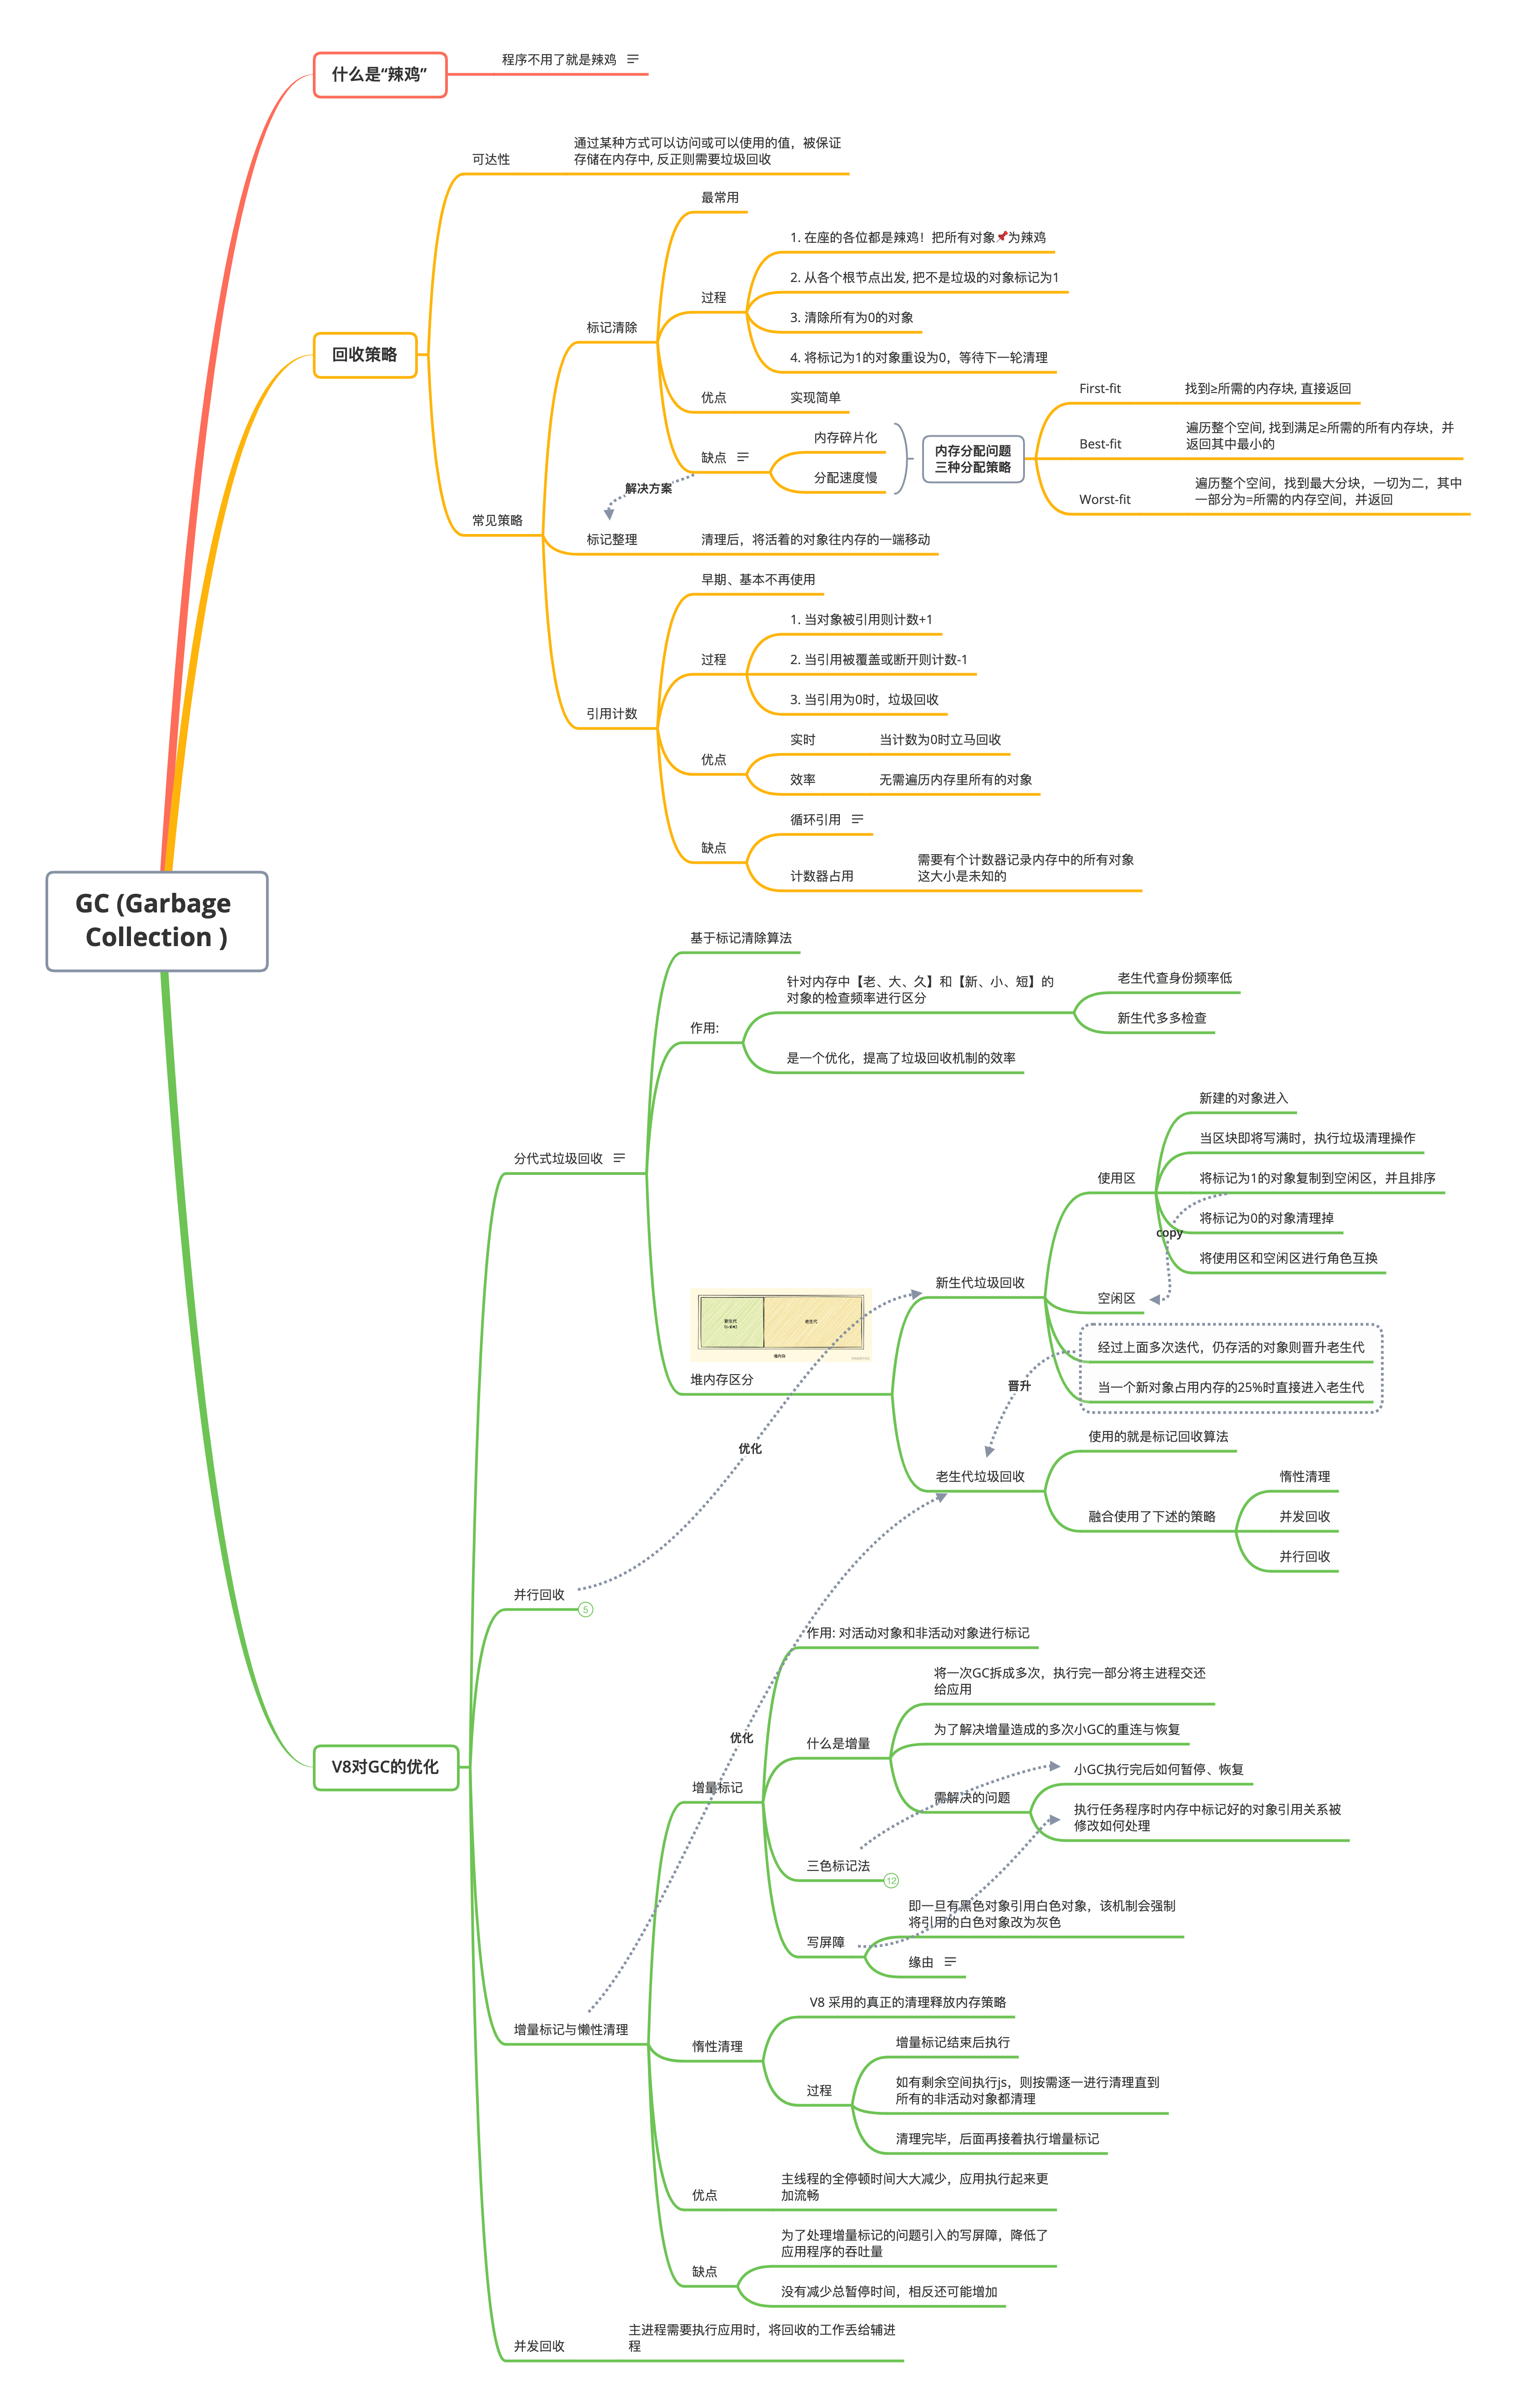 什么是“辣鸡”
程序不用了就是辣鸡
可达性
通过某种方式可以访问或可以使用的值，被保证
存储在内存中, 反正则需要垃圾回收
回收策略
常见策略
标记清除
最常用
过程
1. 在座的各位都是辣鸡！把所有对象📌为辣鸡
2. 从各个根节点出发, 把不是垃圾的对象标记为1
3. 清除所有为0的对象
4. 将标记为1的对象重设为0，等待下一轮清理
优点
实现简单
缺点
内存碎片化
分配速度慢
内存分配问题
三种分配策略
First-fit
找到≥所需的内存块, 直接返回
Best-fit
遍历整个空间, 找到满足≥所需的所有内存块，并
返回其中最小的
Worst-fit
遍历整个空间，找到最大分块，一切为二，其中
一部分为=所需的内存空间，并返回
解决方案
标记整理
清理后，将活着的对象往内存的一端移动
引用计数
早期、基本不再使用
过程
1. 当对象被引用则计数+1
2. 当引用被覆盖或断开则计数-1
3. 当引用为0时，垃圾回收
优点
实时
当计数为0时立马回收
效率
无需遍历内存里所有的对象
缺点
循环引用
计数器占用
需要有个计数器记录内存中的所有对象
这大小是未知的
GC (Garbage
Collection )
V8对GC的优化
分代式垃圾回收
基于标记清除算法
作用:
针对内存中【老、大、久】和【新、小、短】的
对象的检查频率进行区分
老生代查身份频率低
新生代多多检查
是一个优化，提高了垃圾回收机制的效率
新生代
老生代
堆内存
堆内存区分
新生代垃圾回收
使用区
新建的对象进入
当区块即将写满时，执行垃圾清理操作
将标记为1的对象复制到空闲区，并且排序
将标记为0的对象清理掉
copy
将使用区和空闲区进行角色互换
空闲区
经过上面多次迭代，仍存活的对象则晋升老生代
当一个新对象占用内存的25%时直接进入老生代
晋升
优化
老生代垃圾回收
使用的就是标记回收算法
融合使用了下述的策略
惰性清理
并发回收
并行回收
并行回收
5
增量标记与懒性清理
优化
增量标记
作用: 对活动对象和非活动对象进行标记
什么是增量
将一次GC拆成多次，执行完一部分将主进程交还
给应用
为了解决增量造成的多次小GC的重连与恢复
需解决的问题
小GC执行完后如何暂停、恢复
执行任务程序时内存中标记好的对象引用关系被
修改如何处理
三色标记法
12
写屏障
即一旦有黑色对象引用白色对象，该机制会强制
将引用的白色对象改为灰色
缘由
惰性清理
V8 采用的真正的清理释放内存策略
过程
增量标记结束后执行
如有剩余空间执行js，则按需逐一进行清理直到
所有的非活动对象都清理
清理完毕，后面再接着执行增量标记
优点
主线程的全停顿时间大大减少，应用执行起来更
加流畅
缺点
为了处理增量标记的问题引入的写屏障，降低了
应用程序的吞吐量
没有减少总暂停时间，相反还可能增加
并发回收
主进程需要执行应用时，将回收的工作丢给辅进
程